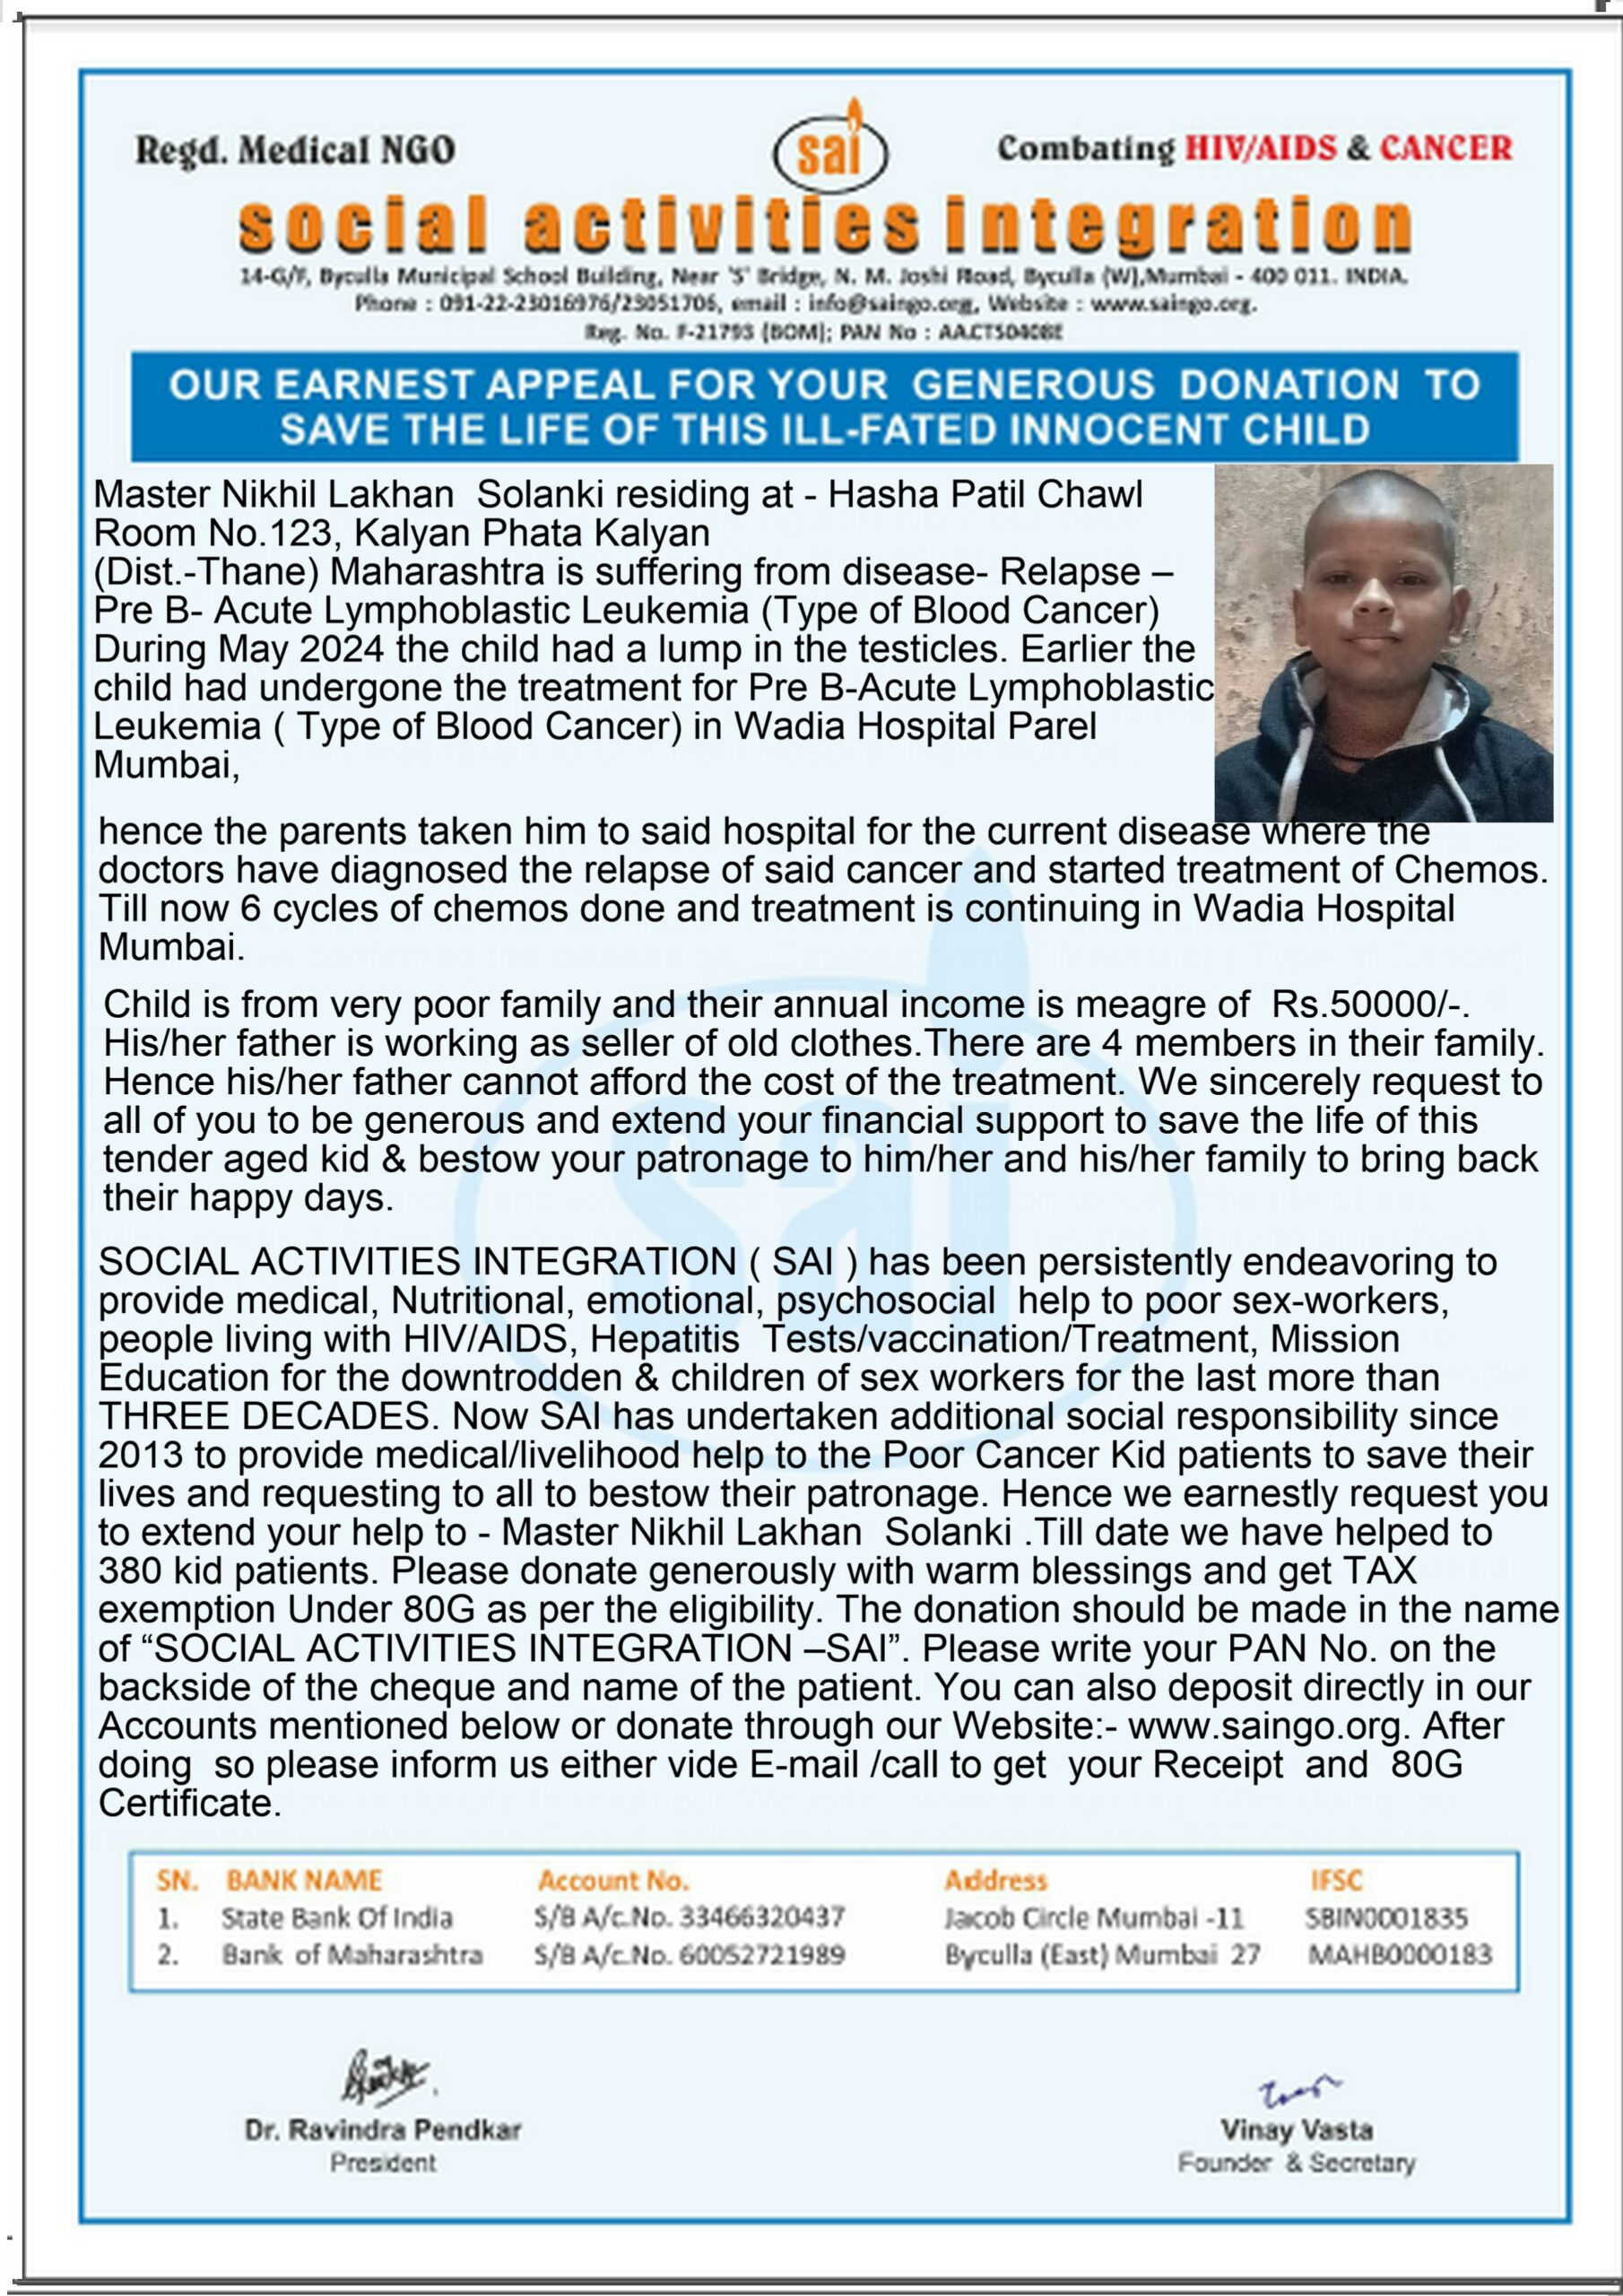 Regd. Medical NGO
sai
Combating HIV/AIDS & CANCER
social activities integration
14-G/F, Byculla Municipal School Building, Near 'S' Bridge, N. M. Joshi Road, Byculla (W),Mumbai - 400 011. INDIA.
Phone : 091-22-23016976/23051706, email : info@saingo.org, Website : www.saingo.org.
Reg. No. F-21793 (BOM); PAN No :
OUR EARNEST APPEAL FOR YOUR GENEROUS DONATION TO
SAVE THE LIFE OF THIS ILL-FATED INNOCENT CHILD
Master Nikhil Lakhan Solanki residing at - Hasha Patil Chawl
Room No.123, Kalyan Phata Kalyan
(Dist.-Thane) Maharashtra is suffering from disease- Relapse –
Pre B- Acute Lymphoblastic Leukemia (Type of Blood Cancer)
During May 2024 the child had a lump in the testicles. Earlier the
child had undergone the treatment for Pre B-Acute Lymphoblastic
Leukemia ( Type of Blood Cancer) in Wadia Hospital Parel
Mumbai,
hence the parents taken him to said hospital for the current disease where the
doctors have diagnosed the relapse of said cancer and started treatment of Chemos.
Till now 6 cycles of chemos done and treatment is continuing in Wadia Hospital
Mumbai.
Child is from very poor family and their annual income is meagre of Rs.50000/-.
His/her father is working as seller of old clothes.There are 4 members in their family.
Hence his/her father cannot afford the cost of the treatment. We sincerely request to
all of you to be generous and extend your financial support to save the life of this
tender aged kid & bestow your patronage to him/her and his/her family to bring back
their happy days.
SOCIAL ACTIVITIES INTEGRATION ( SAI ) has been persistently endeavoring to
provide medical, Nutritional, emotional, psychosocial help to poor sex-workers,
people living with HIV/AIDS, Hepatitis Tests/vaccination/Treatment, Mission
Education for the downtrodden & children of sex workers for the last more than
THREE DECADES. Now SAI has undertaken additional social responsibility since
2013 to provide medical/livelihood help to the Poor Cancer Kid patients to save their
lives and requesting to all to bestow their patronage. Hence we earnestly request you
to extend your help to - Master Nikhil Lakhan Solanki .Till date we have helped to
380 kid patients. Please donate generously with warm blessings and get TAX
exemption Under 80G as per the eligibility. The donation should be made in the name
of “SOCIAL ACTIVITIES INTEGRATION –SAI”. Please write your PAN No. on the
backside of the cheque and name of the patient. You can also deposit directly in our
Accounts mentioned below or donate through our Website:- www.saingo.org. After
doing so please inform us either vide E-mail /call to get your Receipt and 80G
Certificate.
SN. BANK NAME Account No. Address IFSC
1. State Bank Of India S/B A/c.No. 33466320437 Jacob Circle Mumbai -11 SBIN0001835
2. Bank of Maharashtra S/B A/c.No. 60052721989 Byculla (East) Mumbai 27 MAHB0000183
Dr. Ravindra Pendkar
President
Vinay Vasta
Founder & Secretary